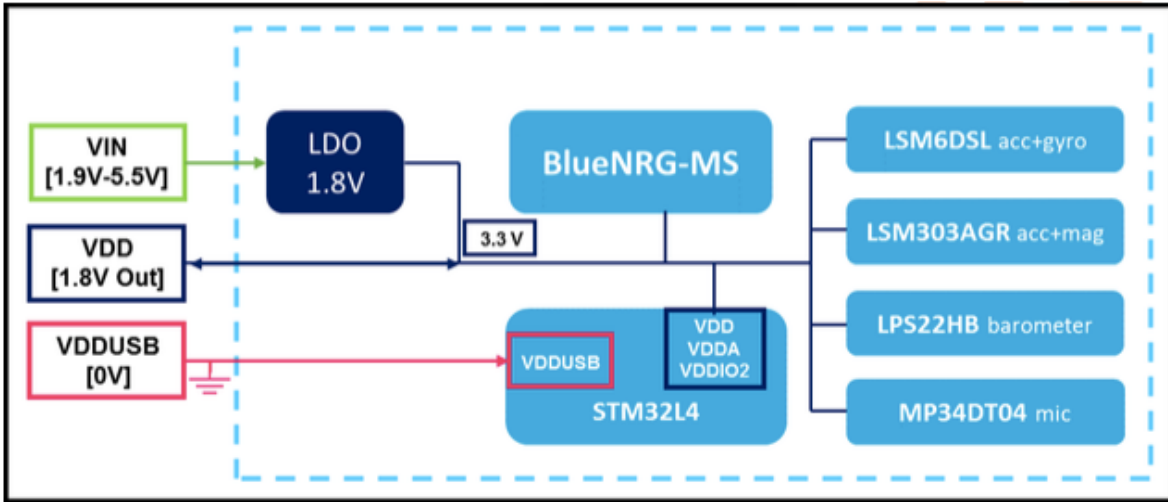 VIN
[1.9V-5.5V]
LDO
1.8V
BlueNRG-MS
LSM6DSL acc+gyro
VDD
[1.8V Out]
3.3 V
LSM303AGR acc+mag
VDDUSB
[0V]
VDDUSB
VDD
VDDA
VDDIO2
STM32L4
LPS22HB barometer
MP34DT04 mic